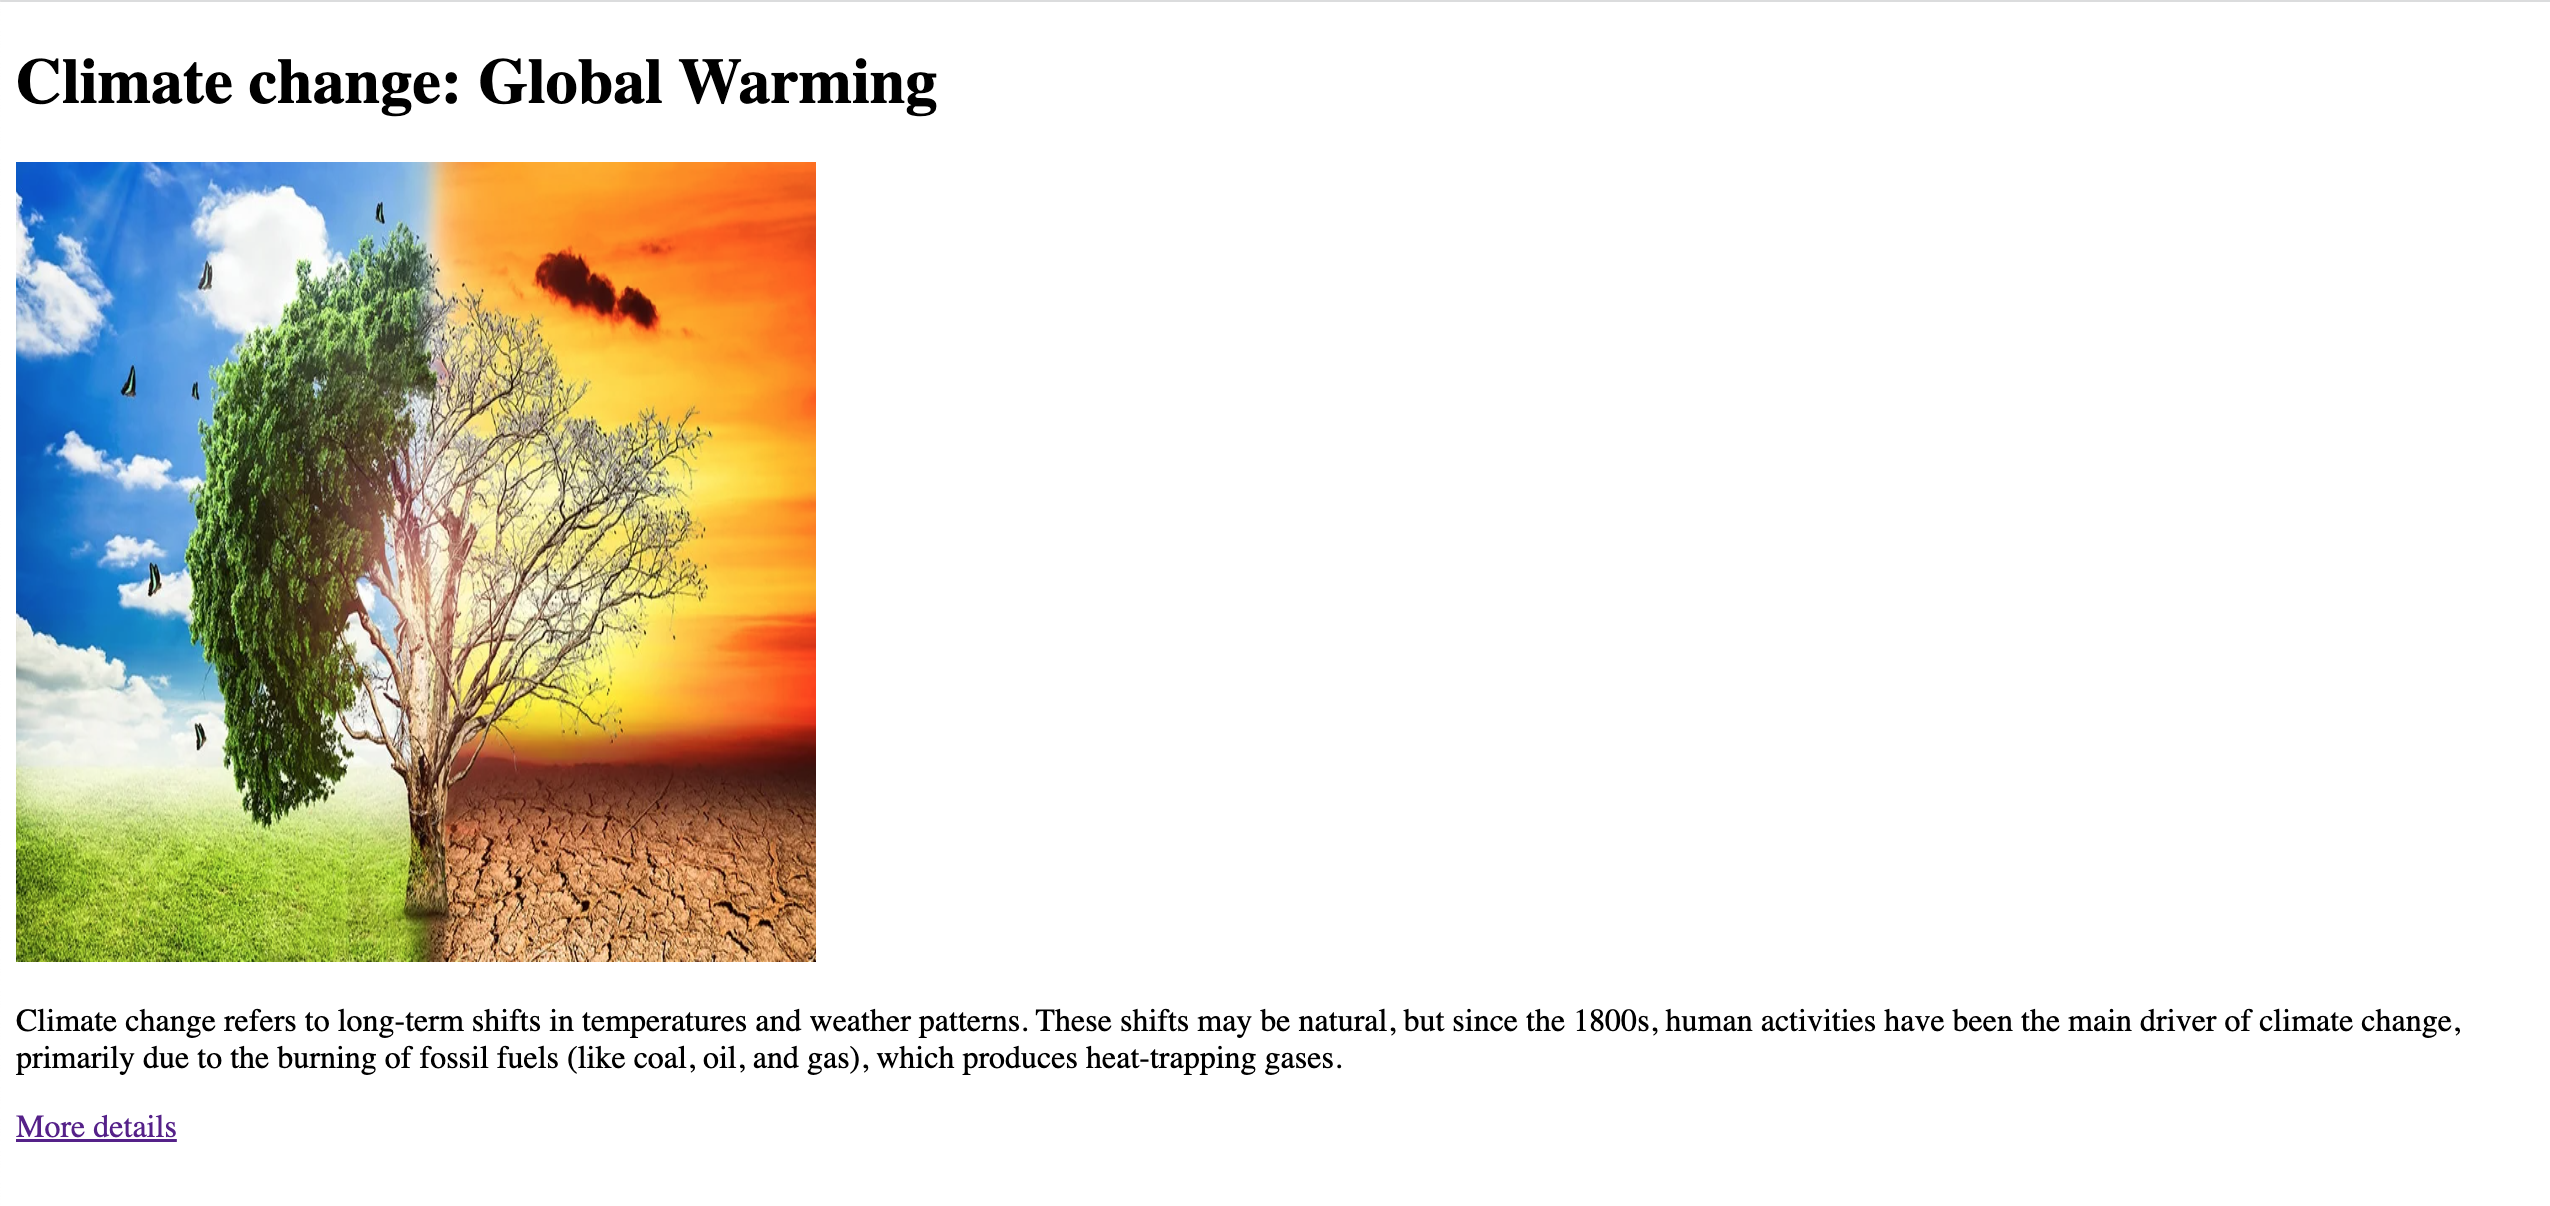 Climate change: Global Warming
Climate change refers to long-term shifts in temperatures and weather patterns. These shifts may be natural, but since the 1800s, human activities have been the main driver of climate change,
primarily due to the burning of fossil fuels (like coal, oil, and gas), which produces heat-trapping gases.
More details